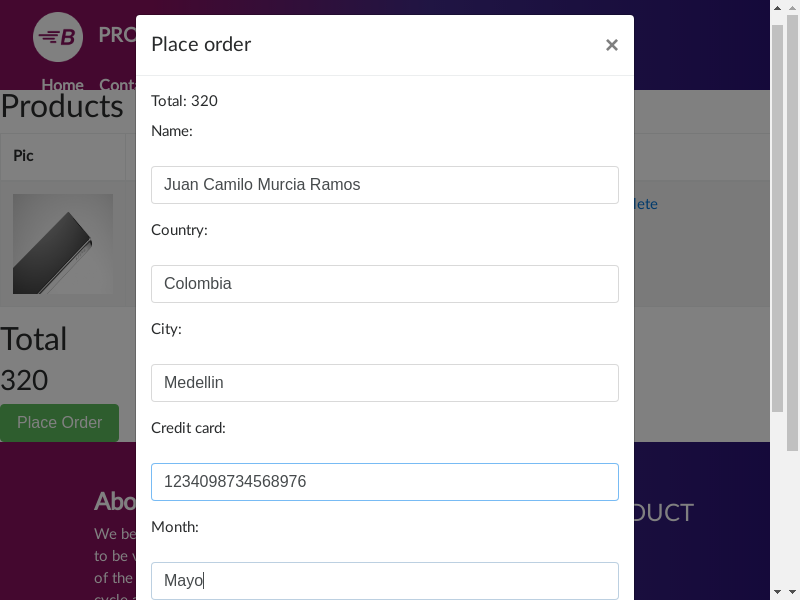 PRO
Home Cont
Products
Pic
Total
320
Place Order
Abo
We be
to be
of the
Place order
×
Total: 320
Name:
Juan Camilo Murcia Ramos
Country:
Colombia
City:
Medellin
Credit card:
1234098734568976
Month:
Mayo
lete
DUCT